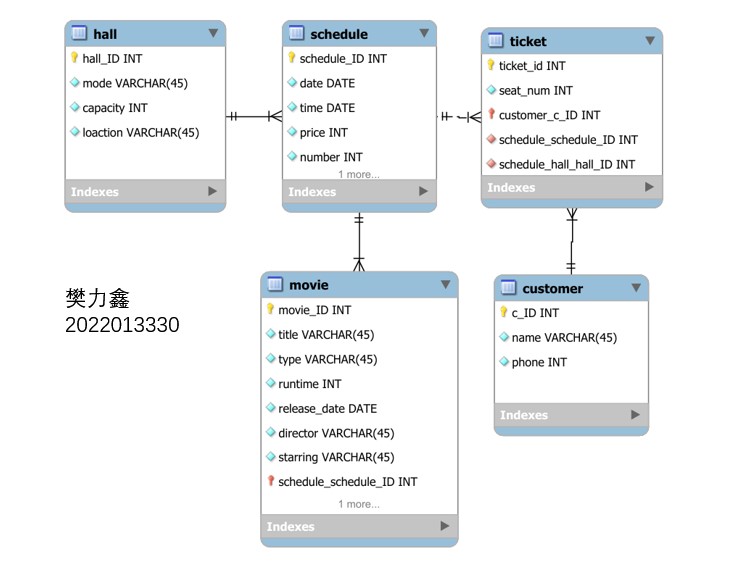 hall
hall_ID INT
mode VARCHAR(45)
capacity INT
loaction VARCHAR(45)
Indexes
schedule
schedule_ID INT
date DATE
time DATE
price INT
number INT
1 more...
Indexes
ticket
ticket_id INT
seat_num INT
customer_c_ID INT
schedule_schedule_ID INT
schedule_hall_hall_ID INT
Indexes
樊力鑫
2022013330
movie
movie_ID INT
title VARCHAR(45)
type VARCHAR(45)
runtime INT
release_date DATE
director VARCHAR(45)
starring VARCHAR(45)
schedule_schedule_ID INT
1 more...
Indexes
customer
c_ID INT
name VARCHAR(45)
phone INT
Indexes